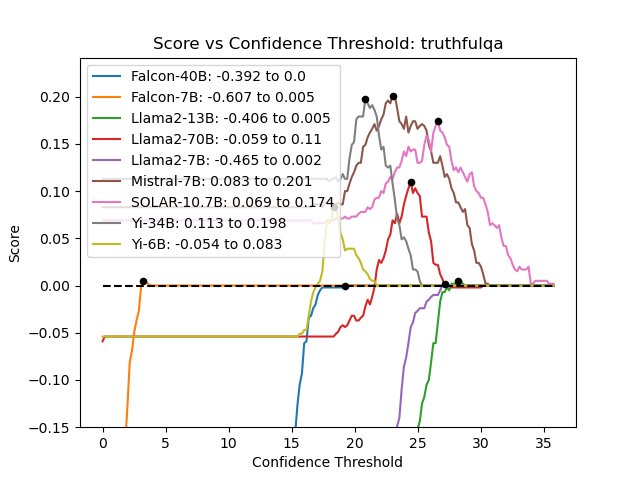 Score vs Confidence Threshold: truthfulqa
Falcon-40B: -0.392 to 0.0
Falcon-7B: -0.607 to 0.005
Llama2-13B: -0.406 to 0.005
Llama2-70B: -0.059 to 0.11
Llama2-7B: -0.465 to 0.002
Mistral-7B: 0.083 to 0.201
SOLAR-10.7B: 0.069 to 0.174
Yi-34B: 0.113 to 0.198
Yi-6B: -0.054 to 0.083
Score
0.20
0.15
0.10
0.05
0.00
−0.05
−0.10
−0.15
0 5 10 15 20 25 30 35
Confidence Threshold